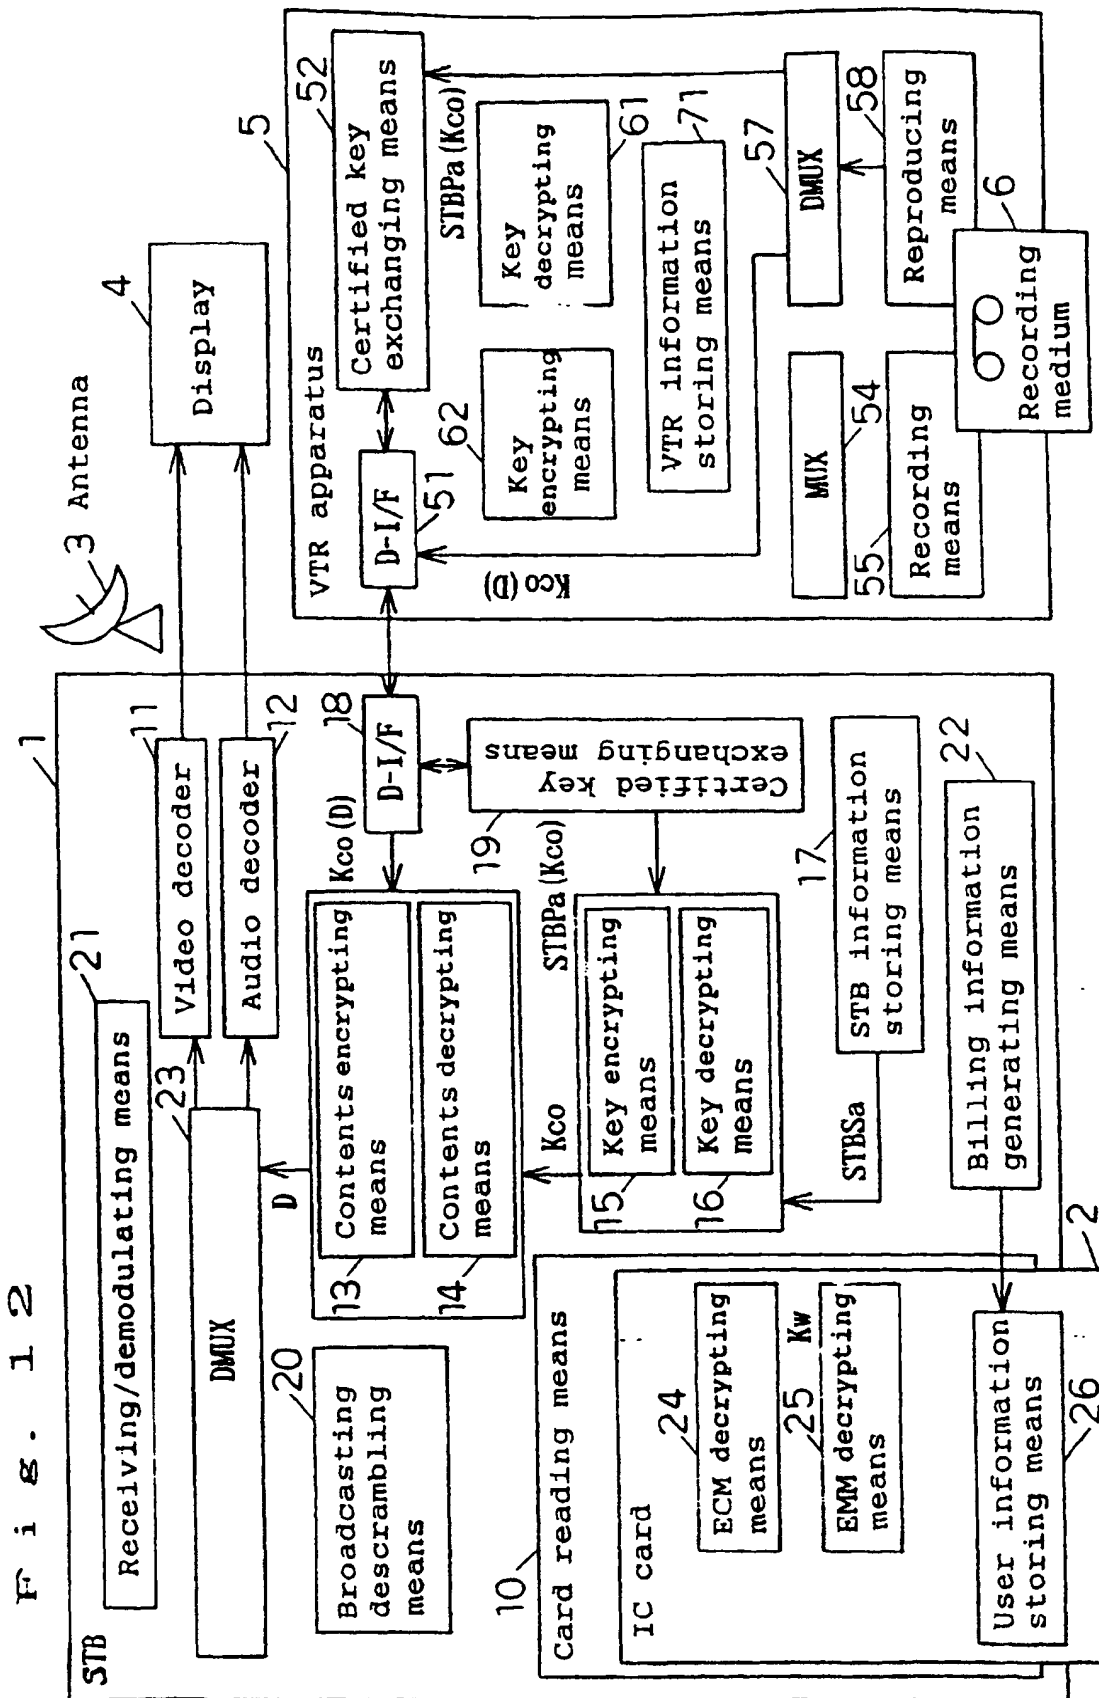 Fig. 12
1
STB
21
Receiving/demodulating means
23
DMUX
11
Video decoder
12
Audio decoder
3 Antenna
4
Display
20
Broadcasting
descrambling
means
D
13
Contents encrypting
means
14
Contents decrypting
means
Kco(D)
18
D-I/F
19
Certified key
exchanging means
STBPa(Kco)
Kco
15
Key encrypting
means
16
Key decrypting
means
17
STB information
storing means
STBSa
22
Billing information
generating means
10
Card reading means
2
IC card
24
ECM decrypting
means
25
Kw
EMM decrypting
means
26
User information
storing means
5
VTR apparatus
51
D-I/F
52
Certified key
exchanging means
STBPa(Kco)
Kco(D)
62
Key
encrypting
means
61
Key
decrypting
means
71
VTR information
storing means
54
MUX
57
DMUX
55
Recording
means
58
Reproducing
means
6
Recording
medium